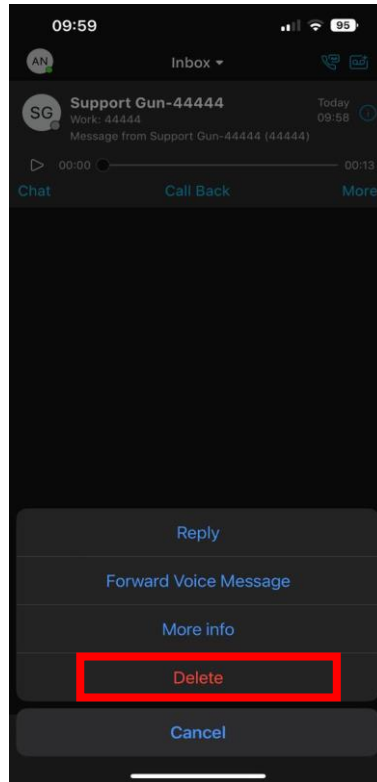 09:59 95
AN Inbox
SG Support Gun-44444 Today
Work: 44444 09:58
Message from Support Gun-44444 (44444)
00:00 00:13
Chat Call Back More
Reply
Forward Voice Message
More info
Delete
Cancel